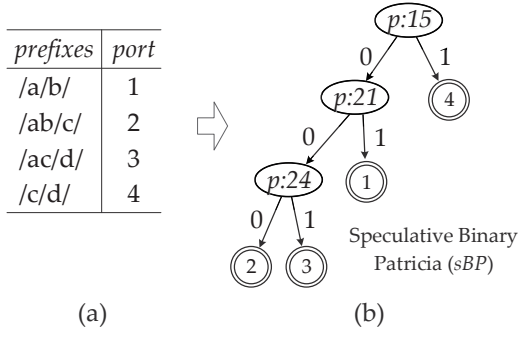 prefixes port
/a/b/ 1
/ab/c/ 2
/ac/d/ 3
/c/d/ 4
(a)
p:15
0 1
p:21
4
0 1
p:24
1
0 1
2 3
Speculative Binary
Patricia (sBP)
(b)